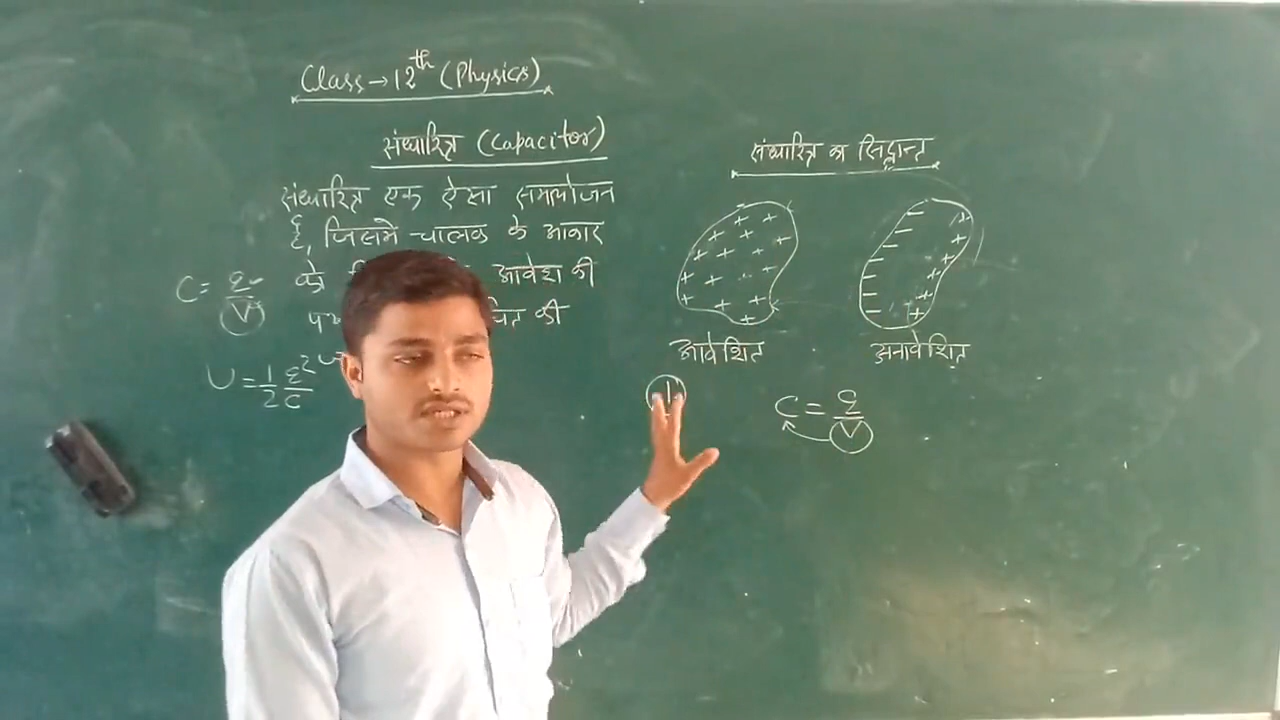 Class→12th (Physics)
संधारित्र (Capacitor)
संधारित्र एक ऐसा समायोजन
है, जिसमें चालक के आकार
को आवेश की
C = q/V
की
U = 1/2 q²/C
संधारित्र का सिद्धान्त
+ + + + + + + + + + + + + + +
− − − − − − − − + + + + + + + + +
आवेशित
अनावेशित
C = q/V